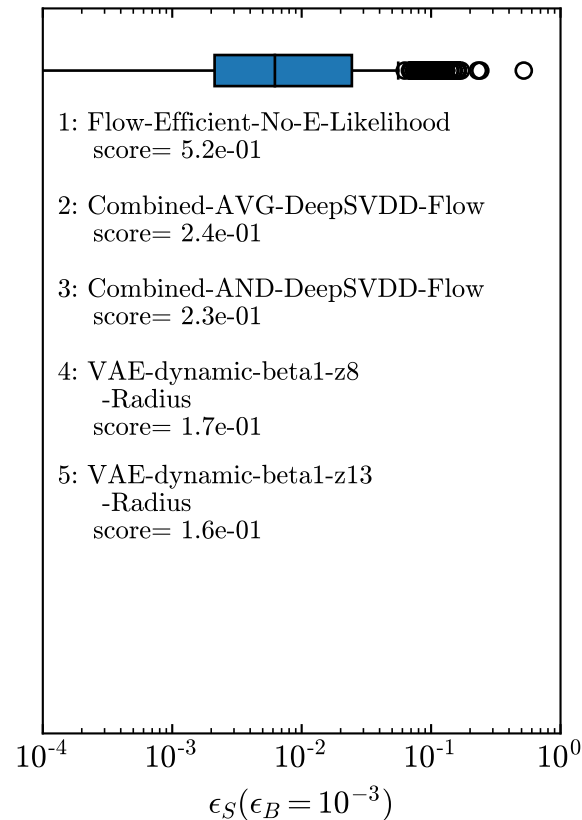 1: Flow-Efficient-No-E-Likelihood
score= 5.2e-01
2: Combined-AVG-DeepSVDD-Flow
score= 2.4e-01
3: Combined-AND-DeepSVDD-Flow
score= 2.3e-01
4: VAE-dynamic-beta1-z8
-Radius
score= 1.7e-01
5: VAE-dynamic-beta1-z13
-Radius
score= 1.6e-01
10⁻⁴ 10⁻³ 10⁻² 10⁻¹ 10⁰
ϵ_S(ϵ_B = 10⁻³)